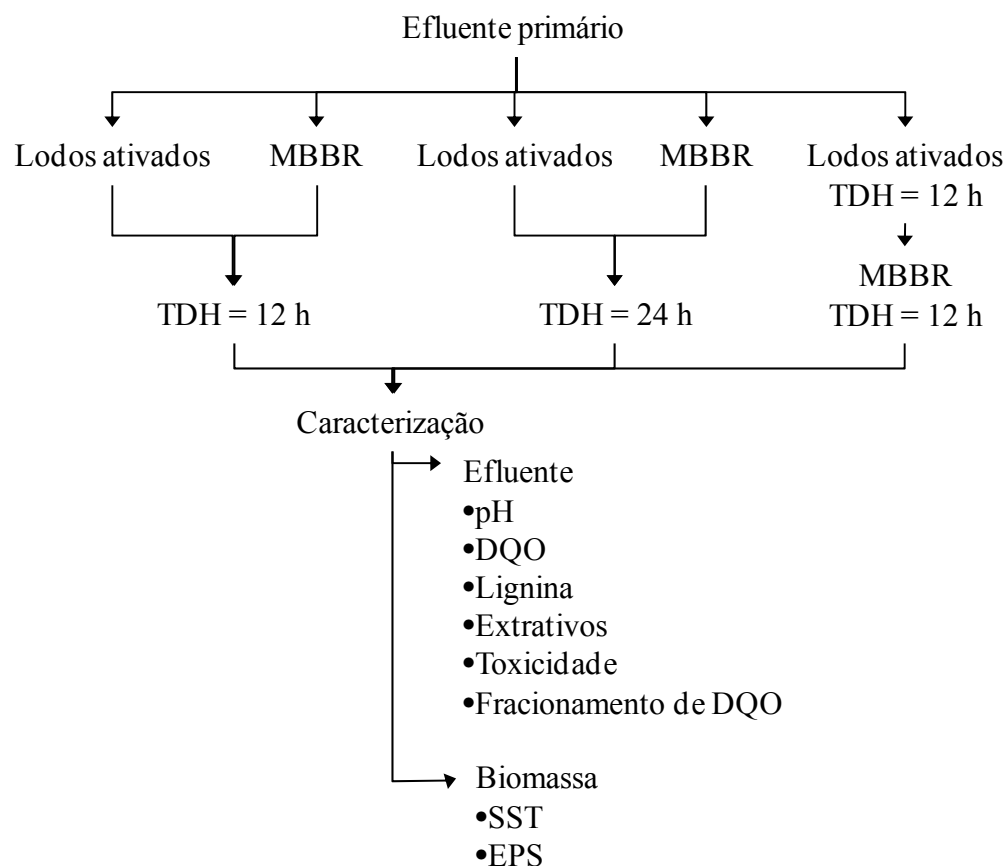 Efluente primário
Lodos ativados
MBBR
Lodos ativados
MBBR
Lodos ativados
TDH = 12 h
MBBR
TDH = 12 h
TDH = 12 h
TDH = 24 h
Caracterização
Efluente
•pH
•DQO
•Lignina
•Extrativos
•Toxicidade
•Fracionamento de DQO
Biomassa
•SST
•EPS